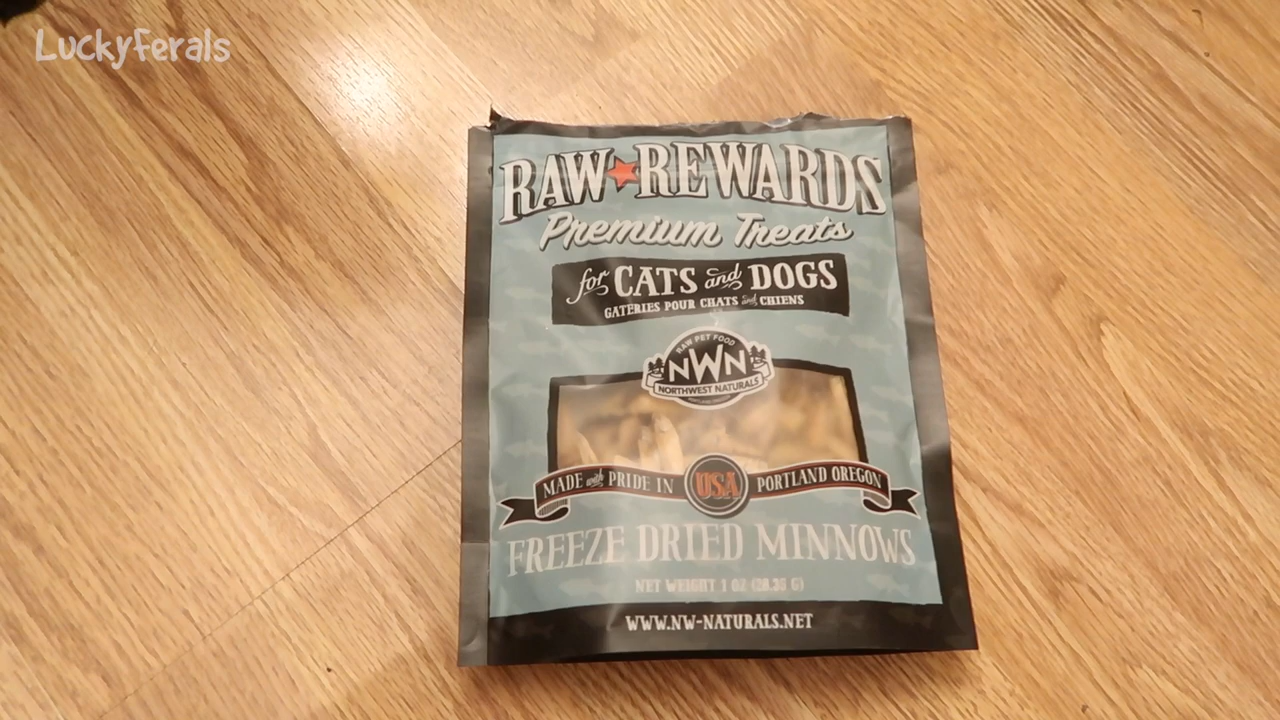 LuckyFerals
RAW REWARDS
Premium Treats
for CATS and DOGS
GATERIES POUR CHATS and CHIENS
RAW PET FOOD
NWN
NORTHWEST NATURALS
MADE with PRIDE IN USA PORTLAND OREGON
FREEZE DRIED MINNOWS
NET WEIGHT 1 OZ (28.35 G)
WWW.NW-NATURALS.NET